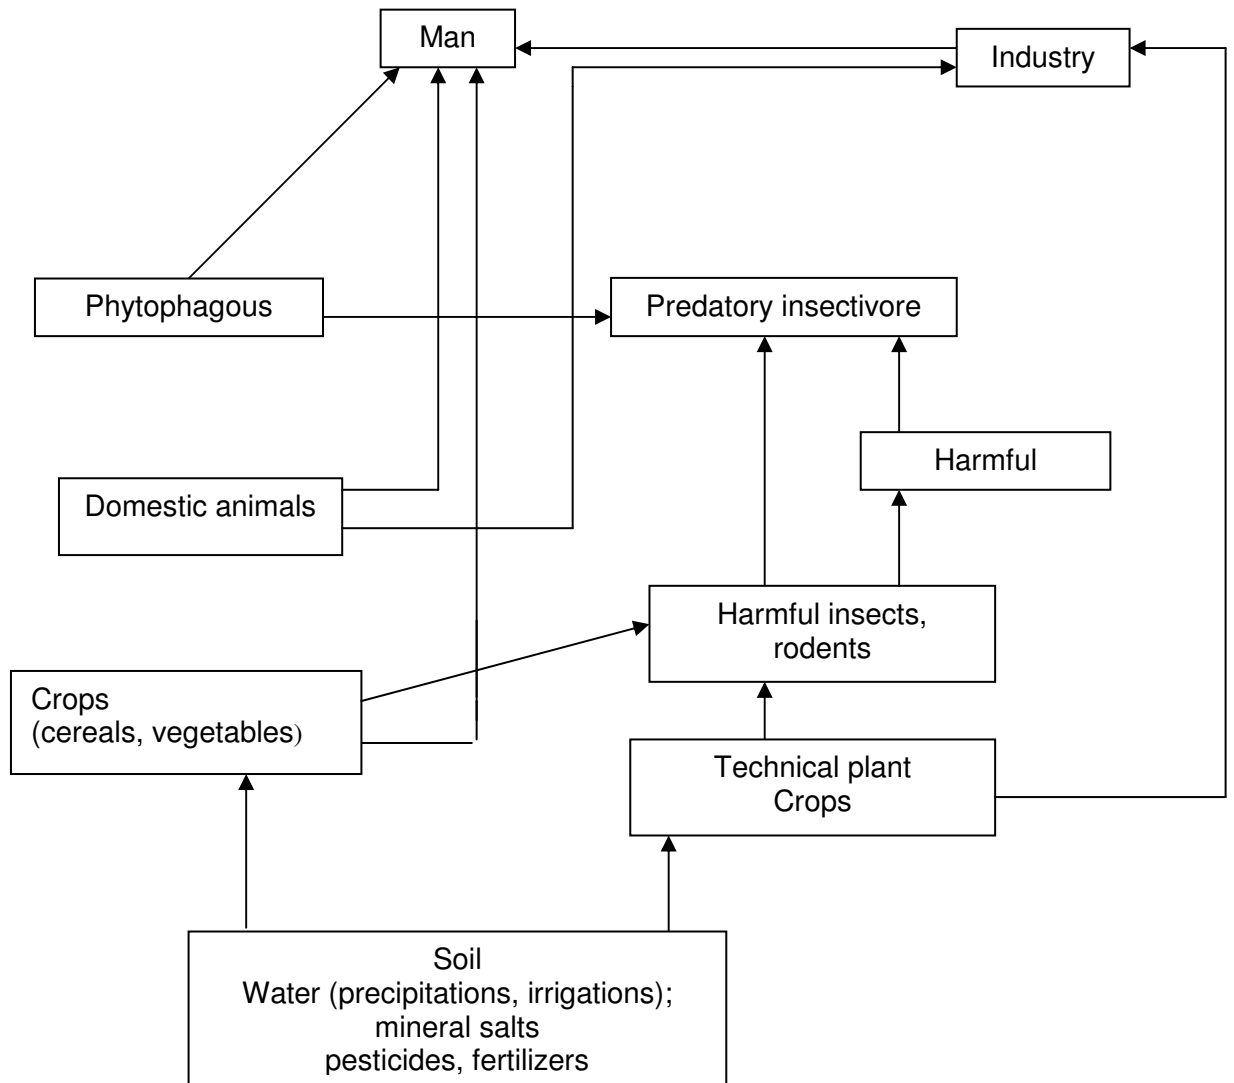 Man
Industry
Phytophagous
Predatory insectivore
Harmful
Domestic animals
Harmful insects,
rodents
Crops
(cereals, vegetables)
Technical plant
Crops
Soil
Water (precipitations, irrigations);
mineral salts
pesticides, fertilizers